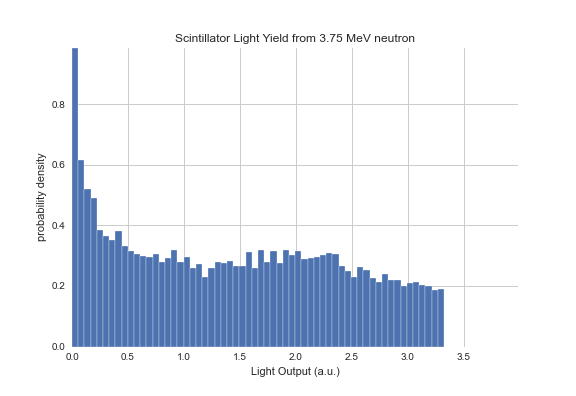 Scintillator Light Yield from 3.75 MeV neutron
probability density
0.8
0.6
0.4
0.2
0.0
0.0 0.5 1.0 1.5 2.0 2.5 3.0 3.5
Light Output (a.u.)